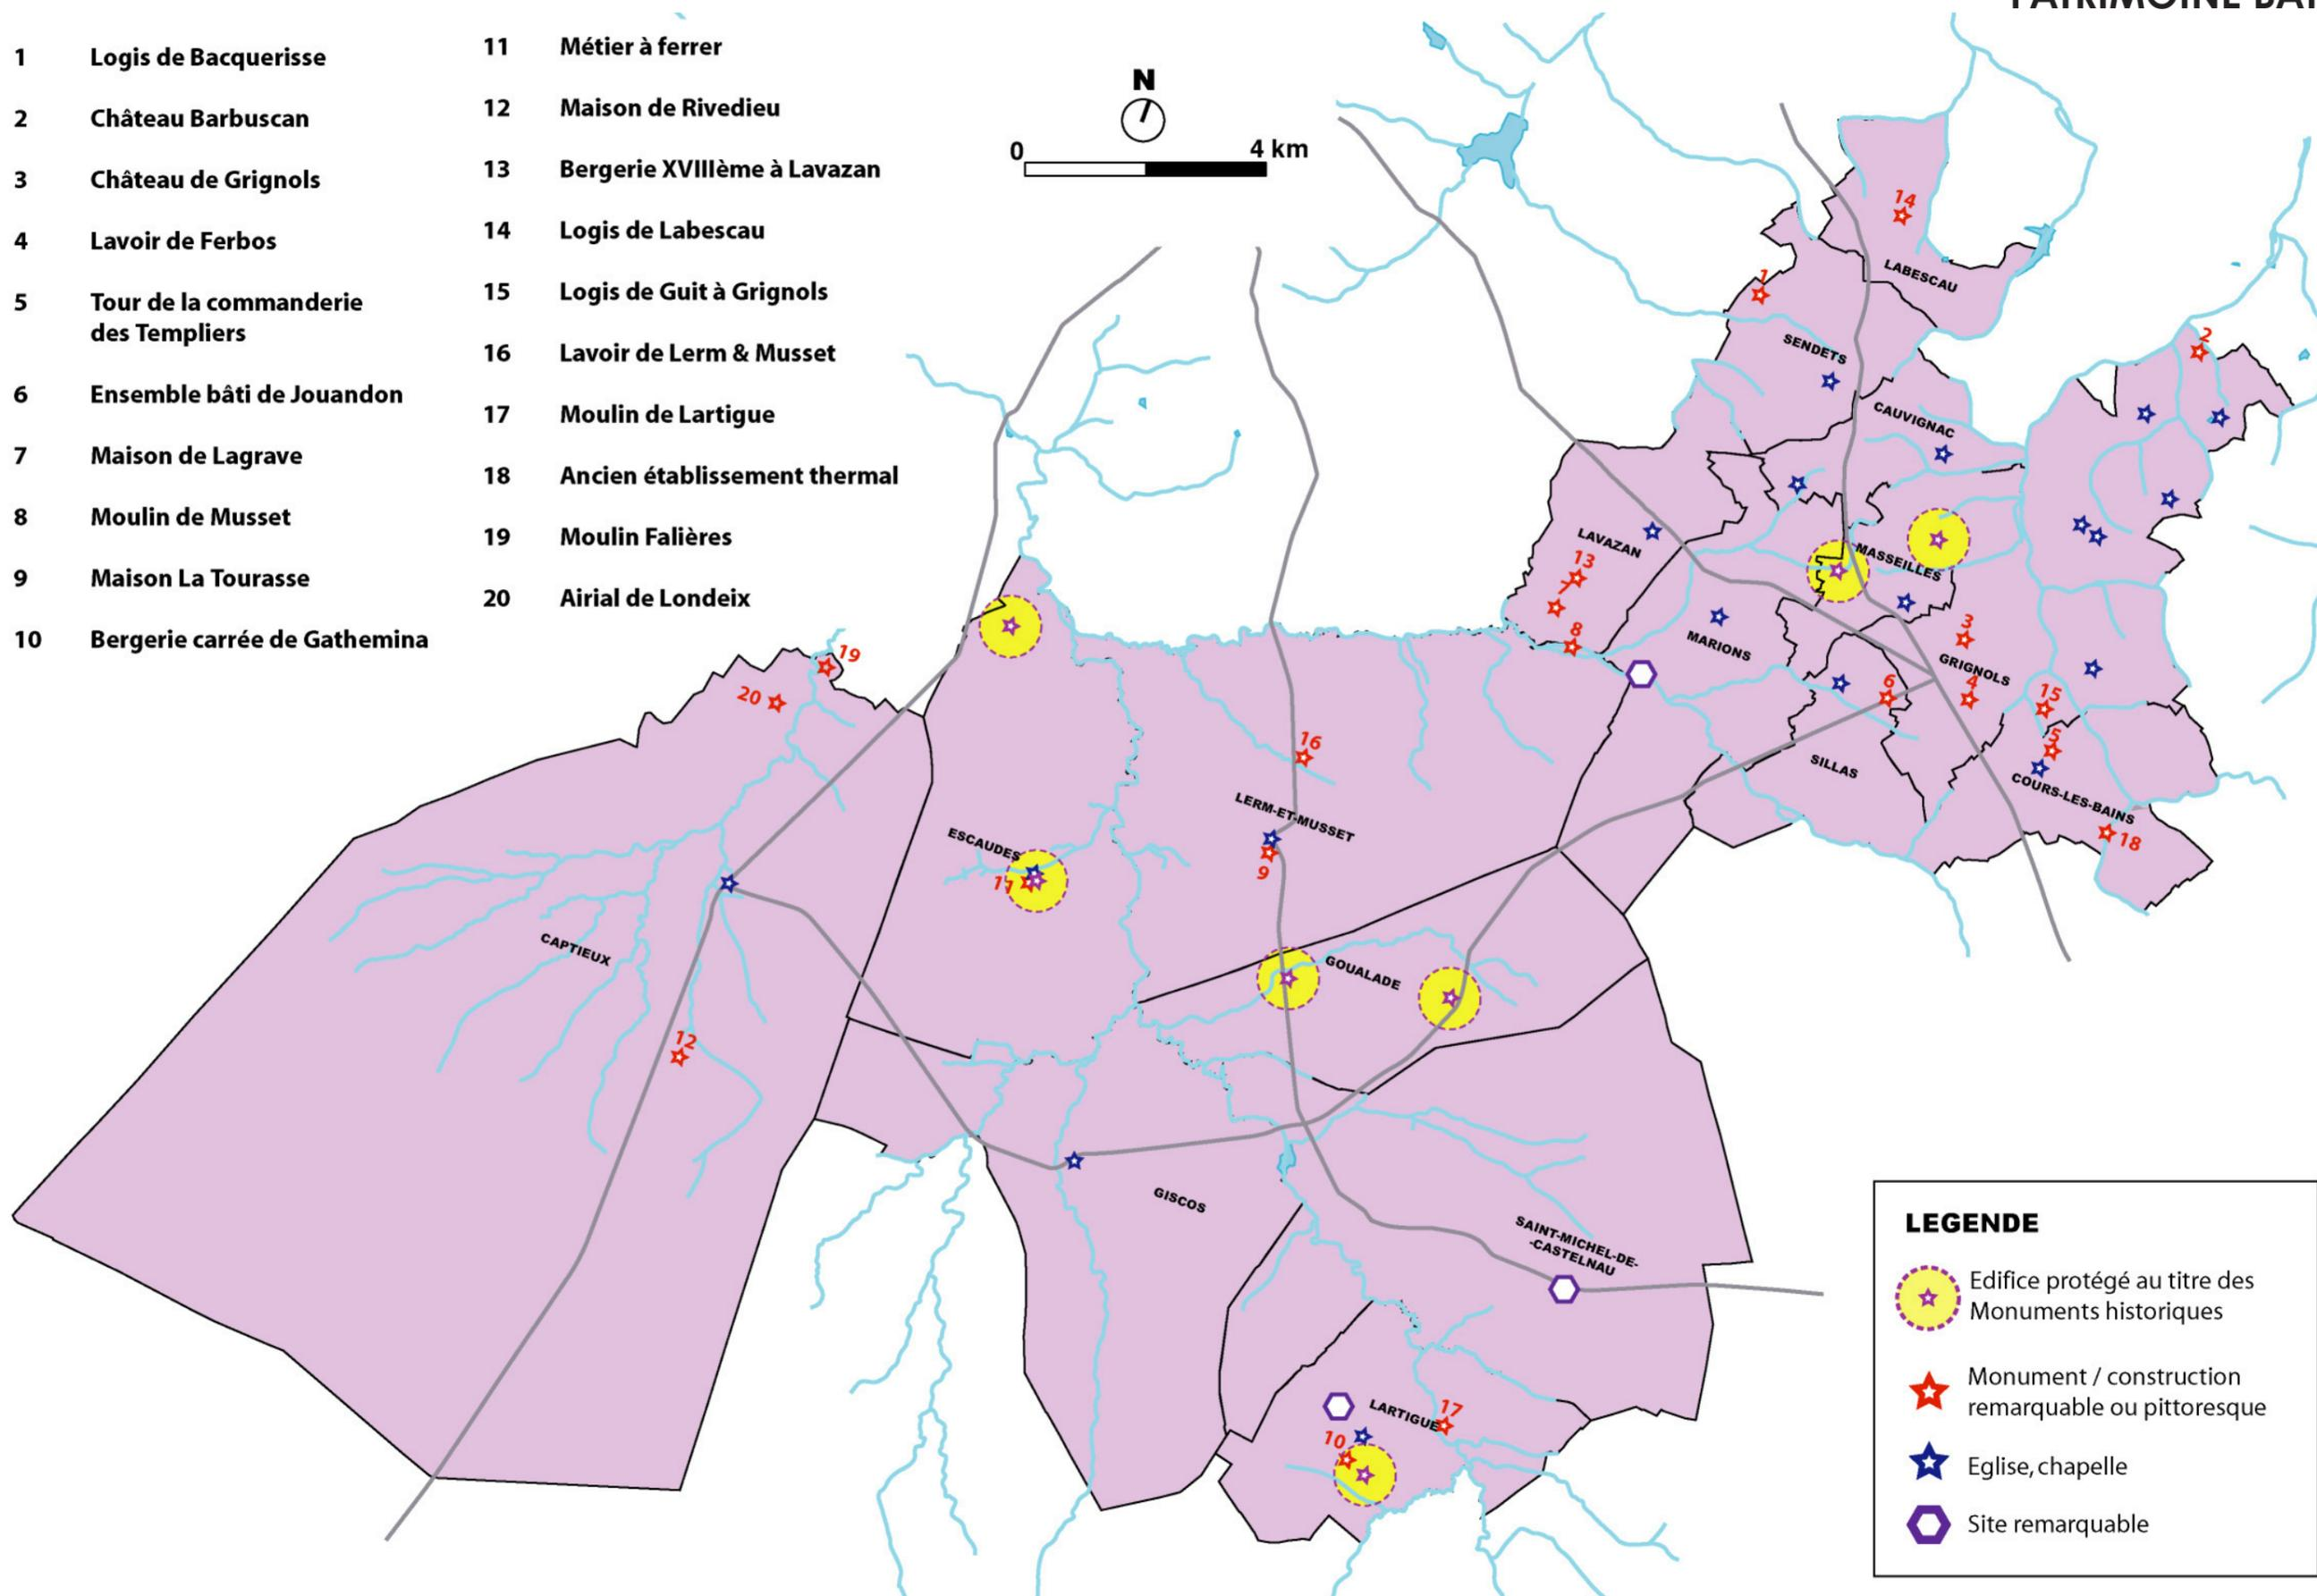 PATRIMOINE BÂTI
1 Logis de Bacquerisse
2 Château Barbuscan
3 Château de Grignols
4 Lavoir de Ferbos
5 Tour de la commanderie
des Templiers
6 Ensemble bâti de Jouandon
7 Maison de Lagrave
8 Moulin de Musset
9 Maison La Tourasse
10 Bergerie carrée de Gathemina
11 Métier à ferrer
12 Maison de Rivedieu
13 Bergerie XVIIIème à Lavazan
14 Logis de Labescau
15 Logis de Guit à Grignols
16 Lavoir de Lerm & Musset
17 Moulin de Lartigue
18 Ancien établissement thermal
19 Moulin Falières
20 Airial de Londeix
N
0 4 km
14
LABESCAU
1
SENDETS
2
CAUVIGNAC
LAVAZAN
13
7
8
MASSEILLES
MARIONS
3
GRIGNOLS
6
4
15
5
SILLAS
COURS-LES-BAINS
18
19
20
16
LERM-ET-MUSSET
9
ESCAUDES
11
CAPTIEUX
12
GOUALADE
GISCOS
SAINT-MICHEL-DE-
-CASTELNAU
LARTIGUE
17
10
LEGENDE
Edifice protégé au titre des
Monuments historiques
Monument / construction
remarquable ou pittoresque
Eglise, chapelle
Site remarquable